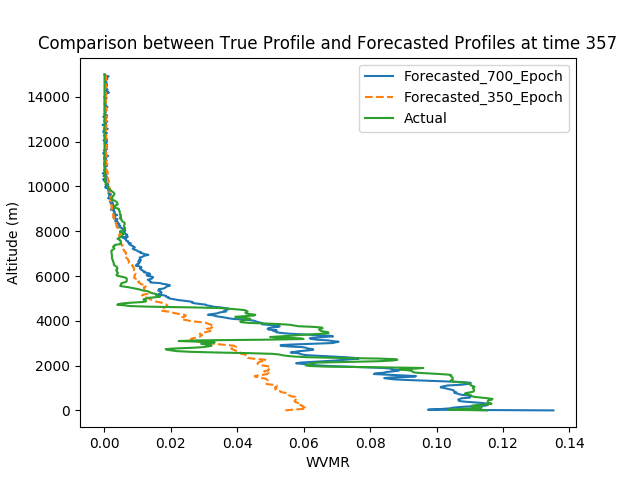 Comparison between True Profile and Forecasted Profiles at time 357
Forecasted_700_Epoch
Forecasted_350_Epoch
Actual
14000
12000
10000
8000
6000
4000
2000
0
Altitude (m)
0.00 0.02 0.04 0.06 0.08 0.10 0.12 0.14
WVMR